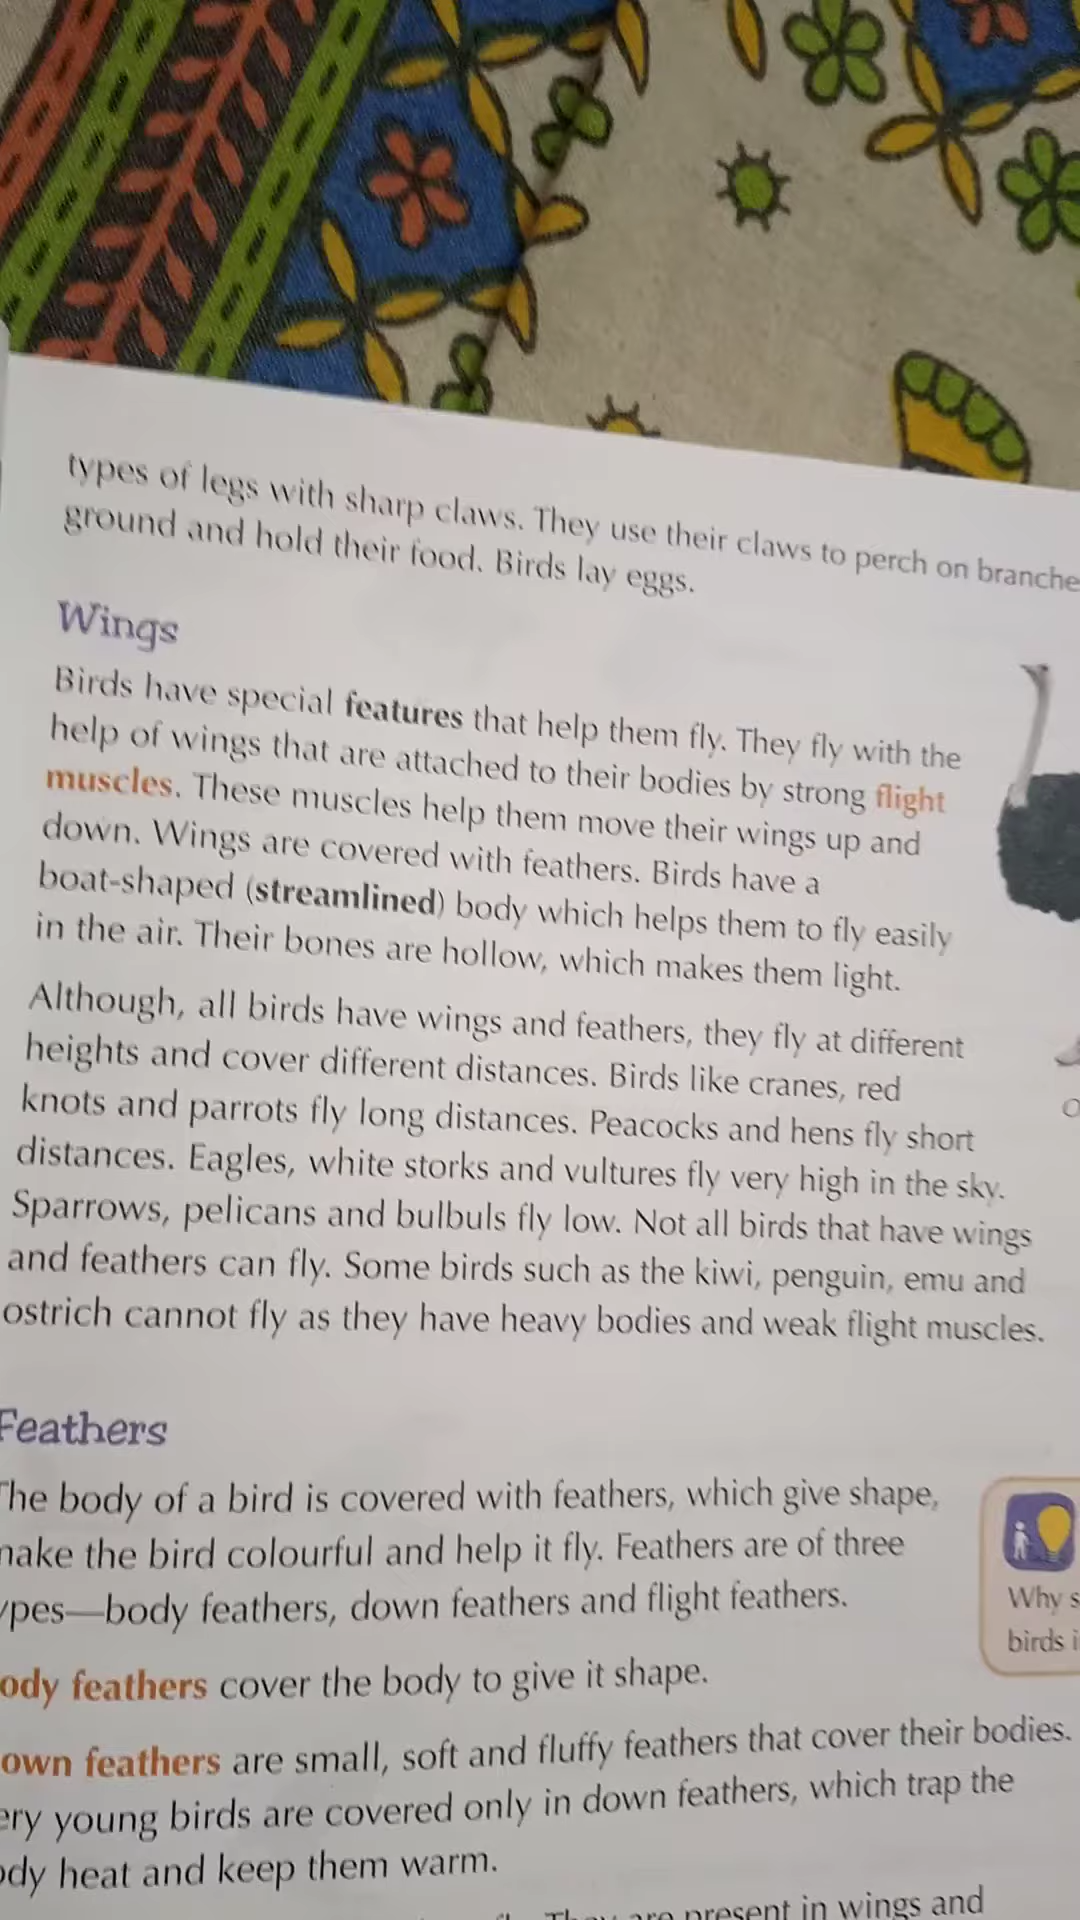 types of legs with sharp claws. They use their claws to perch on branche
ground and hold their food. Birds lay eggs.
Wings
Birds have special features that help them fly. They fly with the
help of wings that are attached to their bodies by strong flight
muscles. These muscles help them move their wings up and
down. Wings are covered with feathers. Birds have a
boat-shaped (streamlined) body which helps them to fly easily
in the air. Their bones are hollow, which makes them light.
Although, all birds have wings and feathers, they fly at different
heights and cover different distances. Birds like cranes, red
knots and parrots fly long distances. Peacocks and hens fly short
distances. Eagles, white storks and vultures fly very high in the sky.
Sparrows, pelicans and bulbuls fly low. Not all birds that have wings
and feathers can fly. Some birds such as the kiwi, penguin, emu and
ostrich cannot fly as they have heavy bodies and weak flight muscles.
Feathers
he body of a bird is covered with feathers, which give shape,
make the bird colourful and help it fly. Feathers are of three
ypes—body feathers, down feathers and flight feathers.
ody feathers cover the body to give it shape.
own feathers are small, soft and fluffy feathers that cover their bodies.
ery young birds are covered only in down feathers, which trap the
ody heat and keep them warm.
They are present in wings and
Why s
birds i